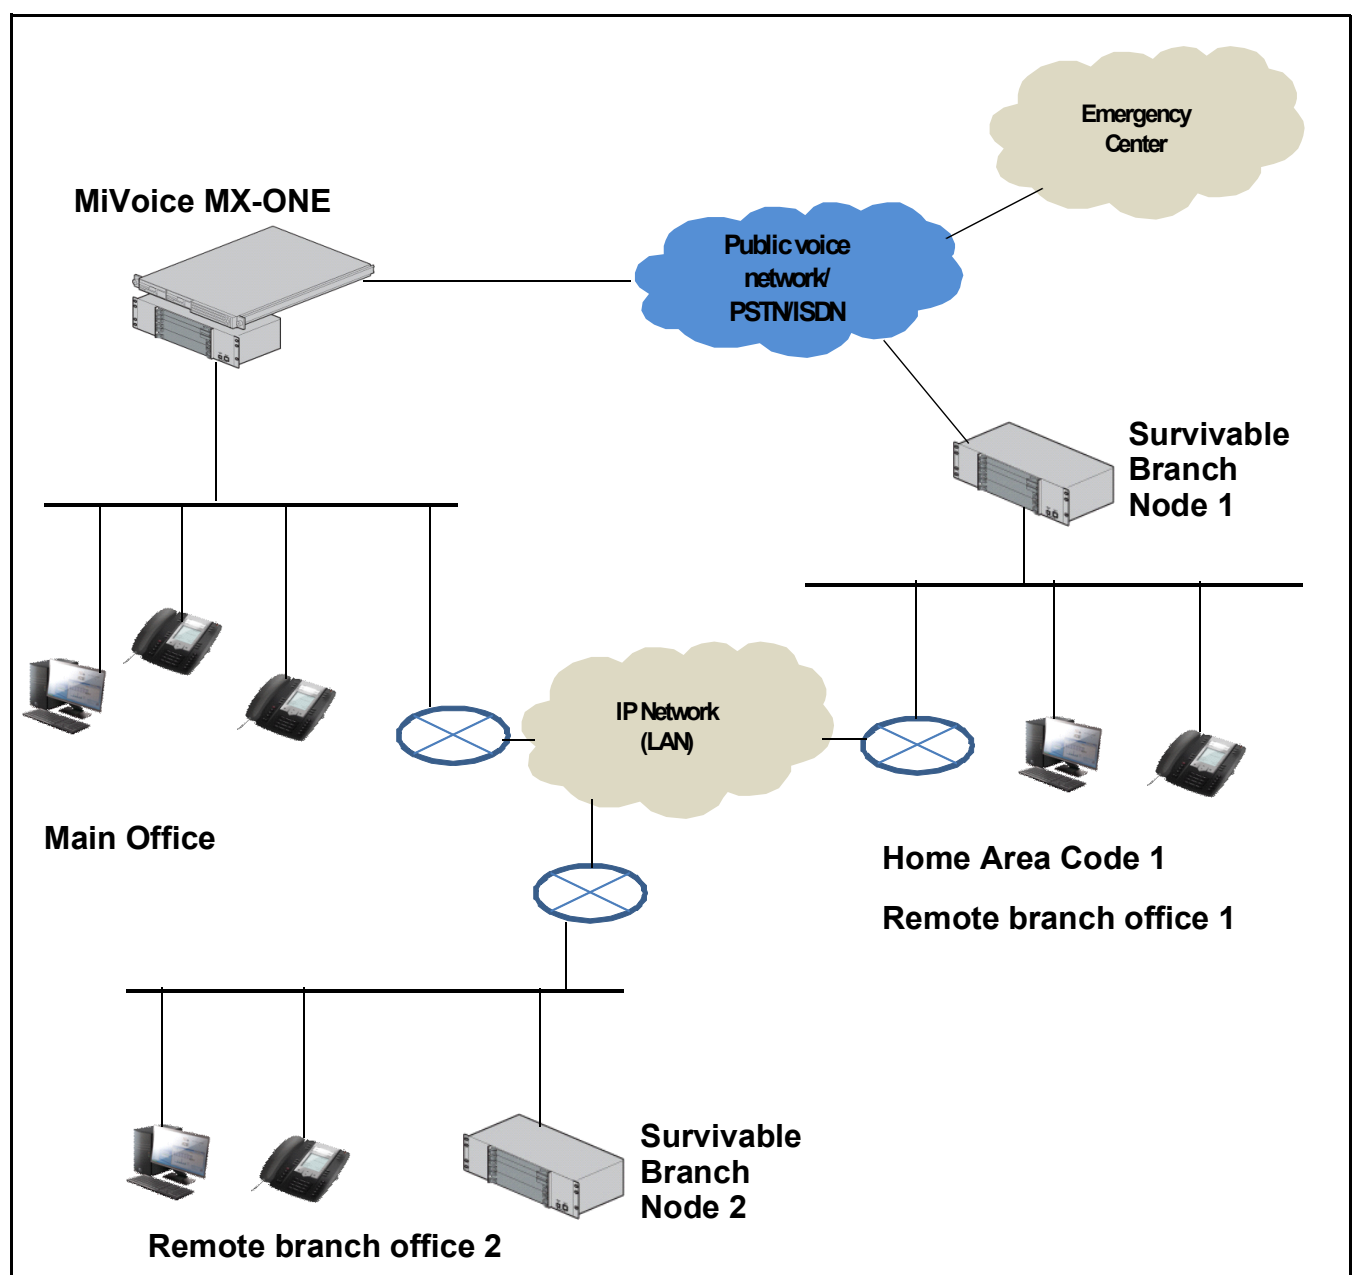 Emergency
Center
MiVoice MX-ONE
Public voice
network/
PSTN/ISDN
Survivable
Branch
Node 1
IP Network
(LAN)
Main Office
Home Area Code 1
Remote branch office 1
Survivable
Branch
Node 2
Remote branch office 2